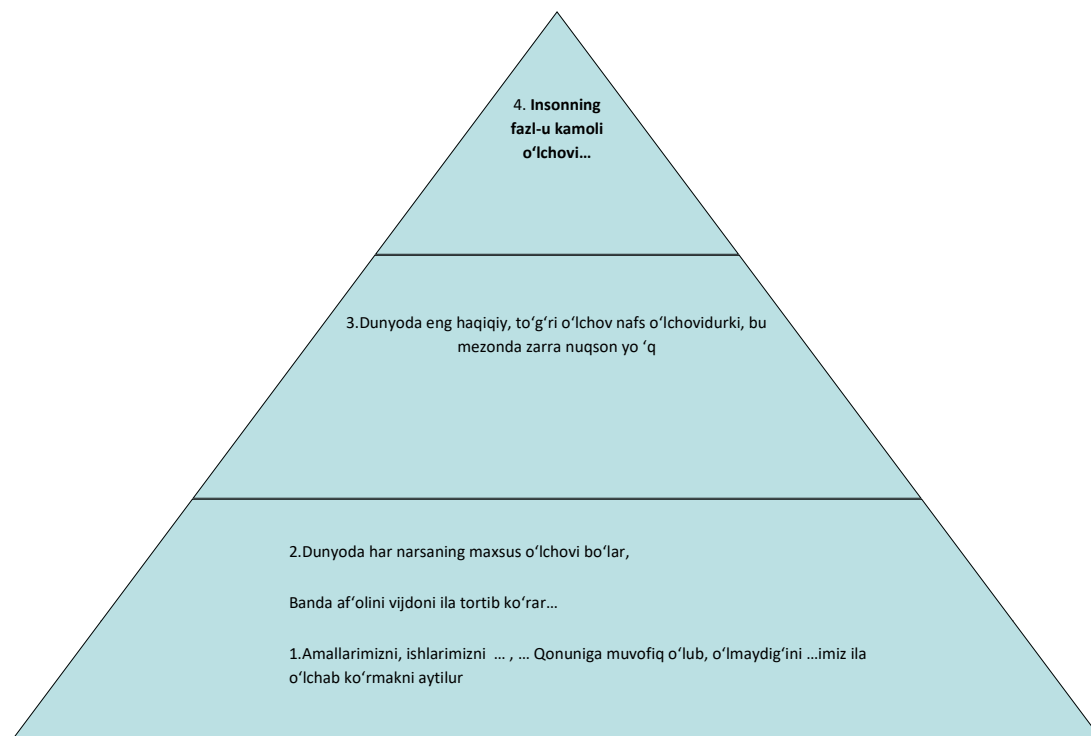 4. Insonning
fazl-u kamoli
o‘lchovi…
3.Dunyoda eng haqiqiy, to‘g‘ri o‘lchov nafs o‘lchovidurki, bu
mezonda zarra nuqson yo ‘q
2.Dunyoda har narsaning maxsus o‘lchovi bo‘lar,
Banda af‘olini vijdoni ila tortib ko‘rar…
1.Amallarimizni, ishlarimizni … , … Qonuniga muvofiq o‘lub, o‘lmaydig‘ini …imiz ila
o‘lchab ko‘rmakni aytilur